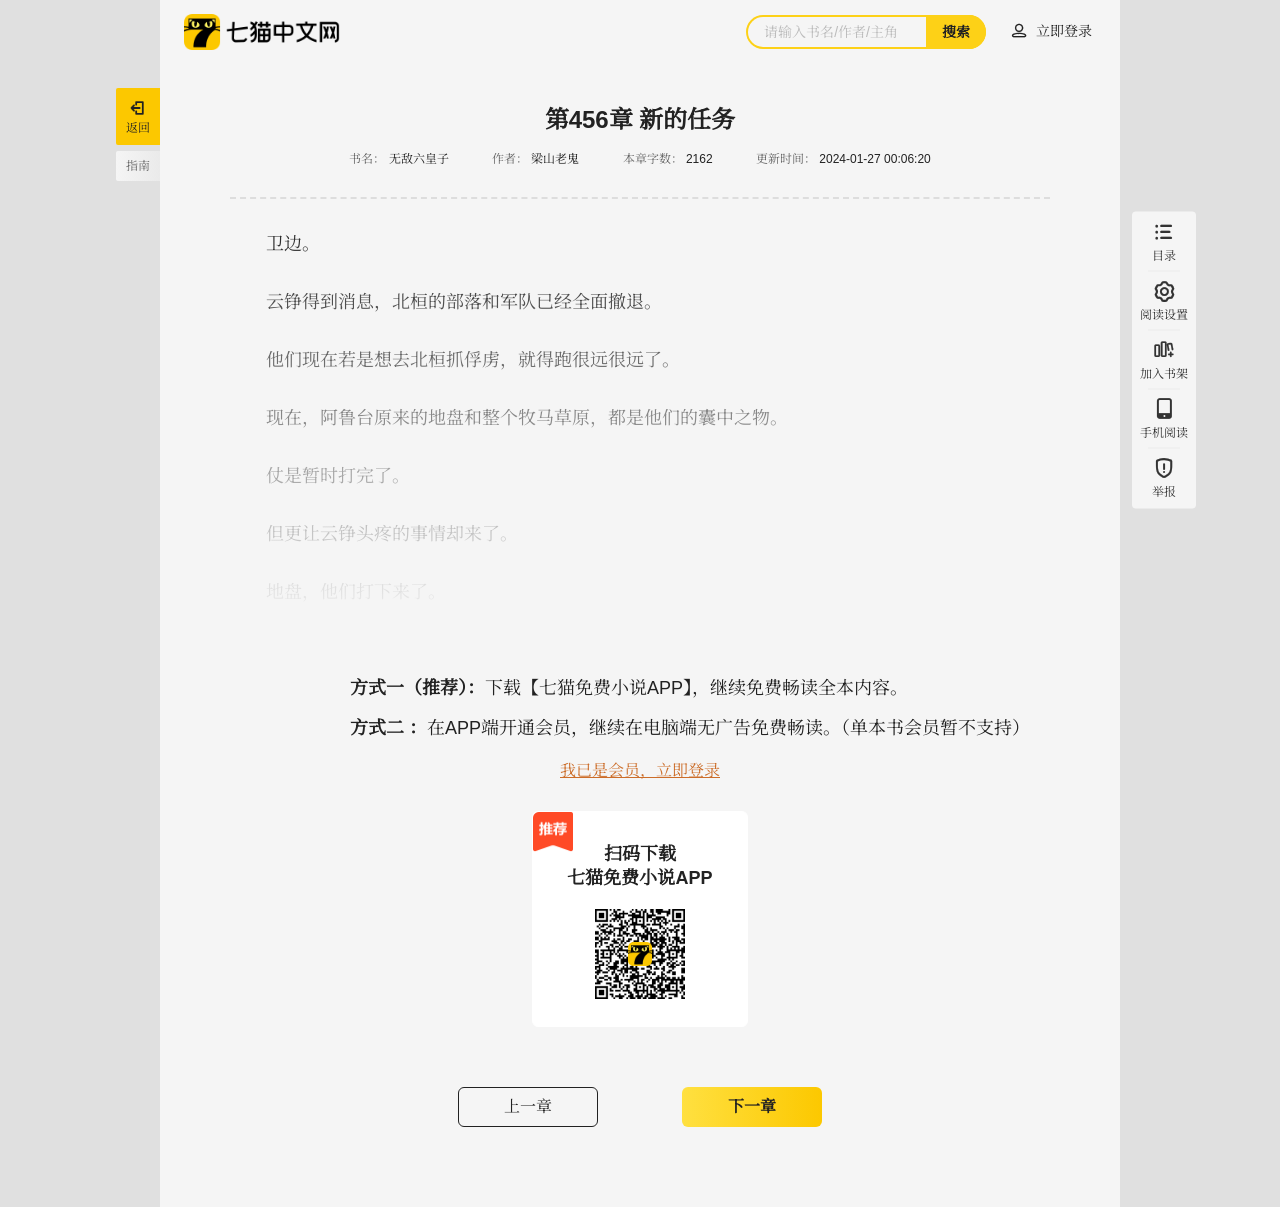 七猫中文网
请输入书名/作者/主角
搜索
立即登录
返回
指南
第456章 新的任务
书名： 无敌六皇子 作者： 梁山老鬼 本章字数： 2162 更新时间： 2024-01-27 00:06:20
卫边。
云铮得到消息，北桓的部落和军队已经全面撤退。
他们现在若是想去北桓抓俘虏，就得跑很远很远了。
现在，阿鲁台原来的地盘和整个牧马草原，都是他们的囊中之物。
仗是暂时打完了。
但更让云铮头疼的事情却来了。
地盘，他们打下来了。
目录
阅读设置
加入书架
手机阅读
举报
方式一（推荐）：下载【七猫免费小说APP】，继续免费畅读全本内容。
方式二 ： 在APP端开通会员，继续在电脑端无广告免费畅读。（单本书会员暂不支持）
我已是会员，立即登录
推荐
扫码下载
七猫免费小说APP
上一章
下一章